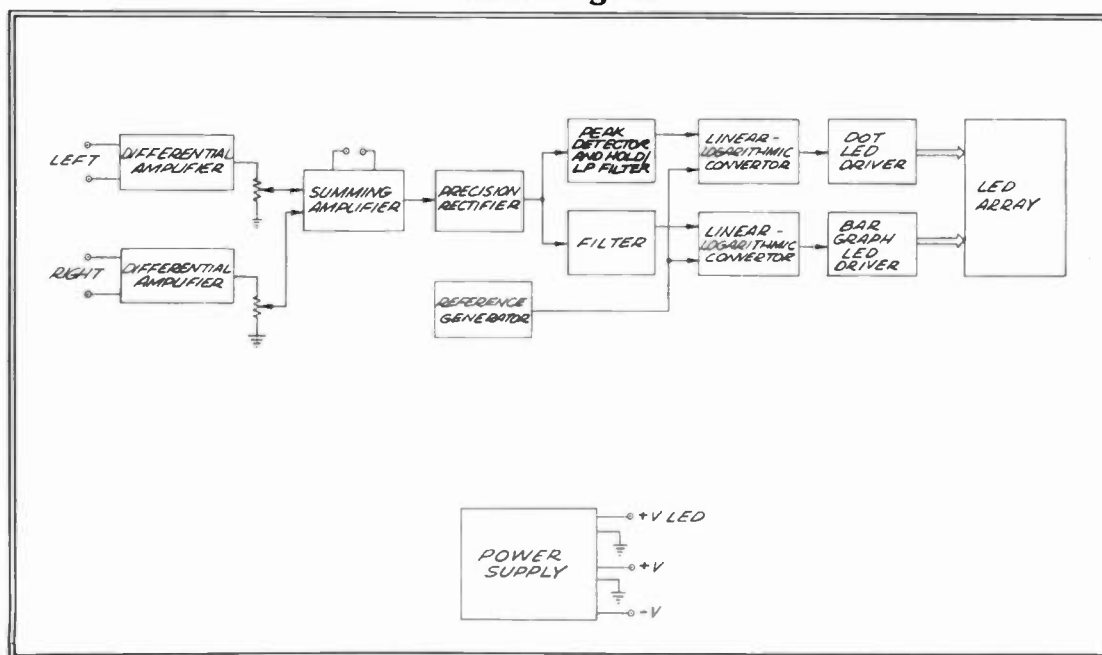 LEFT
DIFFERENTIAL
AMPLIFIER
RIGHT
DIFFERENTIAL
AMPLIFIER
SUMMING
AMPLIFIER
PRECISION
RECTIFIER
PEAK
DETECTOR
AND HOLD/
LP FILTER
FILTER
REFERENCE
GENERATOR
LINEAR-
LOGARITHMIC
CONVERTOR
LINEAR-
LOGARITHMIC
CONVERTOR
DOT
LED
DRIVER
BAR
GRAPH
LED
DRIVER
LED
ARRAY
POWER
SUPPLY
+V LED
+V
-V